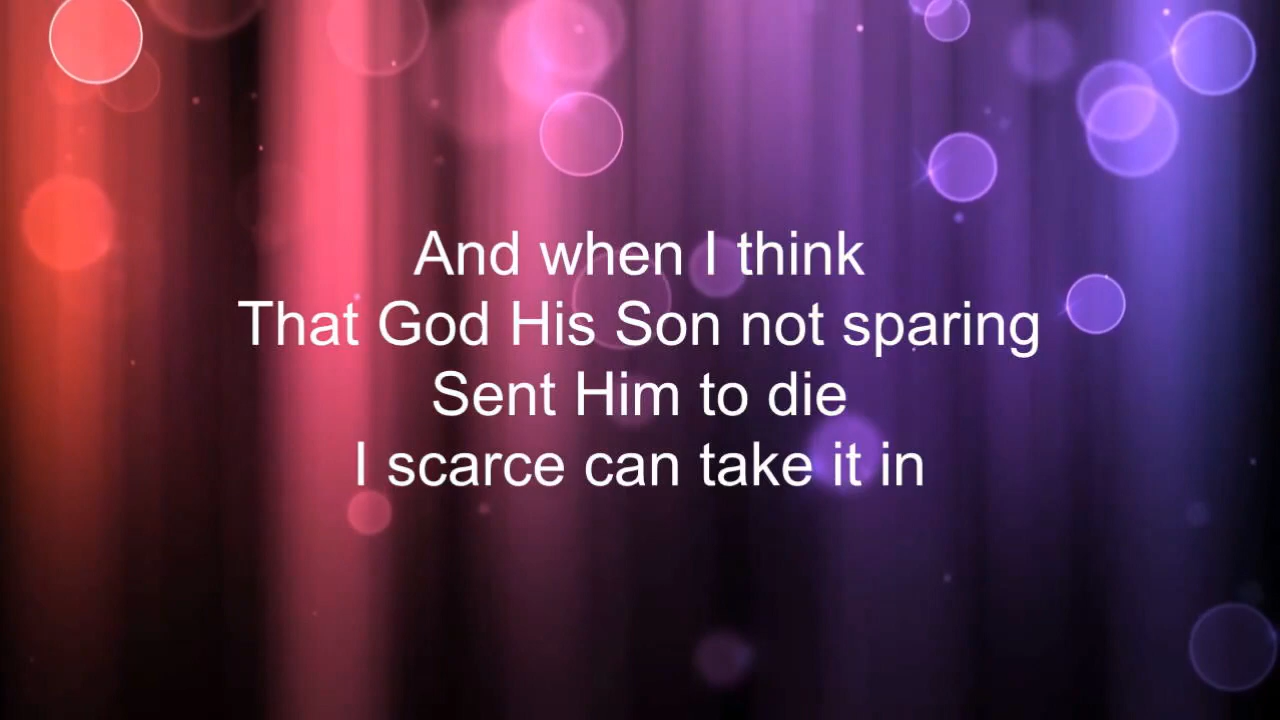 And when I think
That God His Son not sparing
Sent Him to die
I scarce can take it in